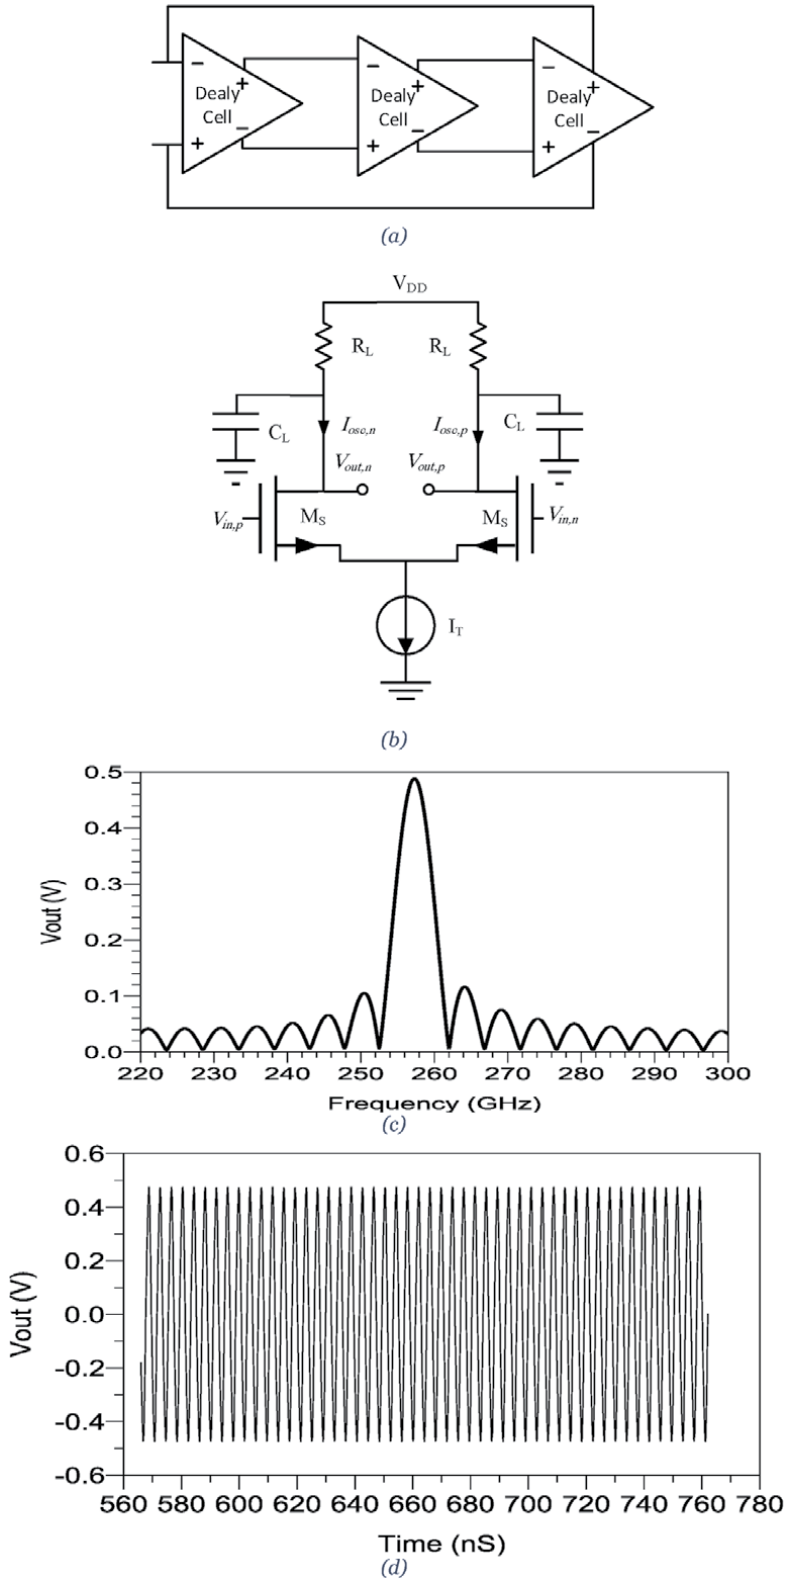 − + Dealy Cell + −
− + Dealy Cell + −
− + Dealy Cell + −
(a)
VDD
RL RL
CL Iosc,n Iosc,p CL
Vout,n Vout,p
Vin,p MS MS Vin,n
IT
(b)
0.5
0.4
0.3
0.2
0.1
0.0
Vout (V)
220 230 240 250 260 270 280 290 300
Frequency (GHz)
(c)
0.6
0.4
0.2
0.0
-0.2
-0.4
-0.6
Vout (V)
560 580 600 620 640 660 680 700 720 740 760 780
Time (nS)
(d)